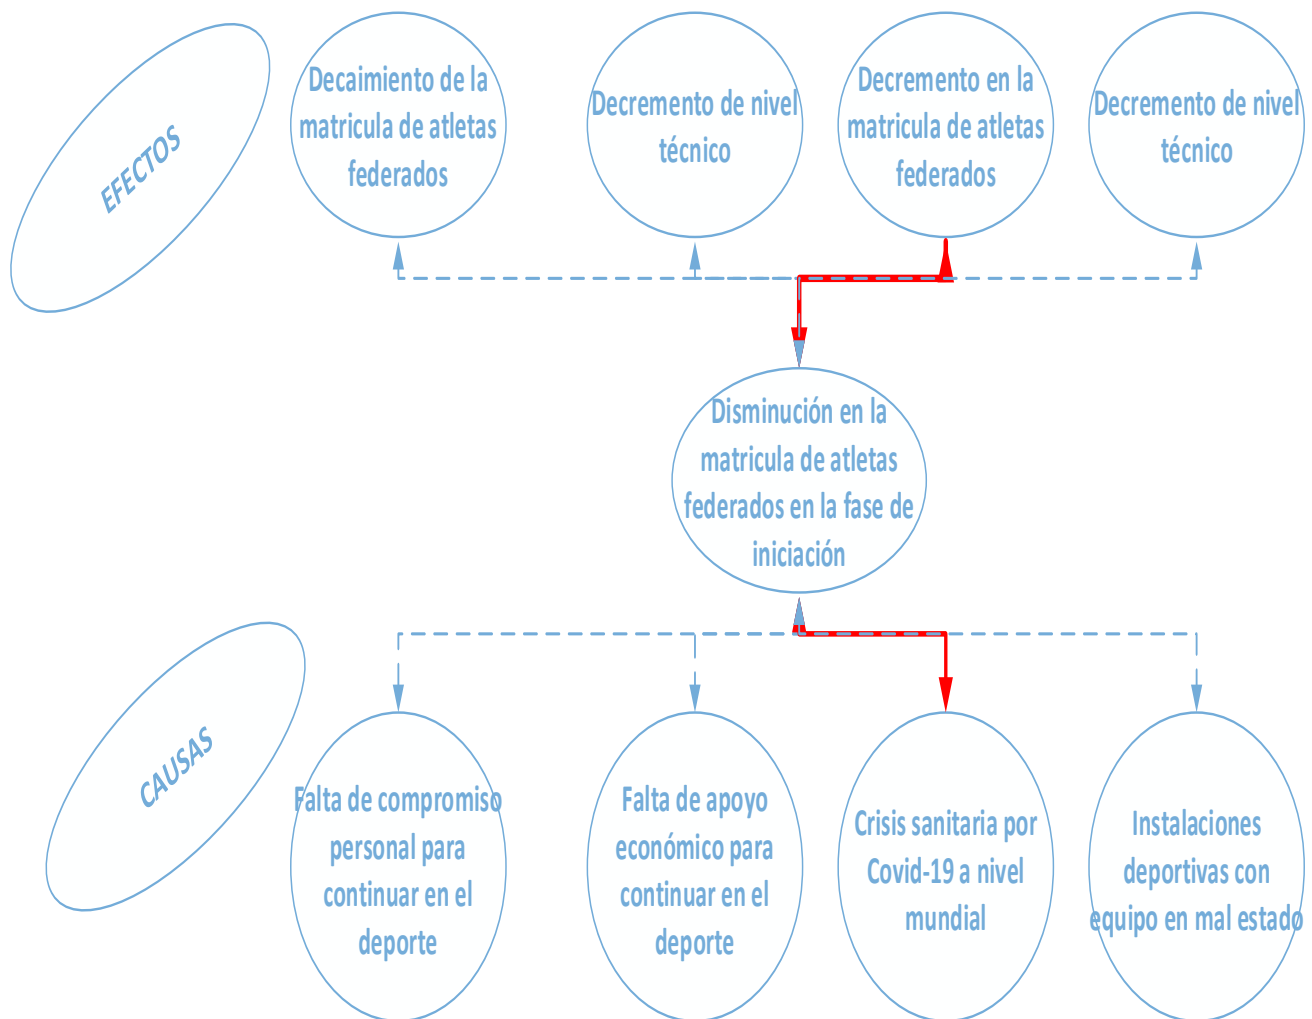 EFECTOS
Decaimiento de la
matricula de atletas
federados
Decremento de nivel
técnico
Decremento en la
matricula de atletas
federados
Decremento de nivel
técnico
Disminución en la
matricula de atletas
federados en la fase de
iniciación
CAUSAS
Falta de compromiso
personal para
continuar en el
deporte
Falta de apoyo
económico para
continuar en el
deporte
Crisis sanitaria por
Covid-19 a nivel
mundial
Instalaciones
deportivas con
equipo en mal estado